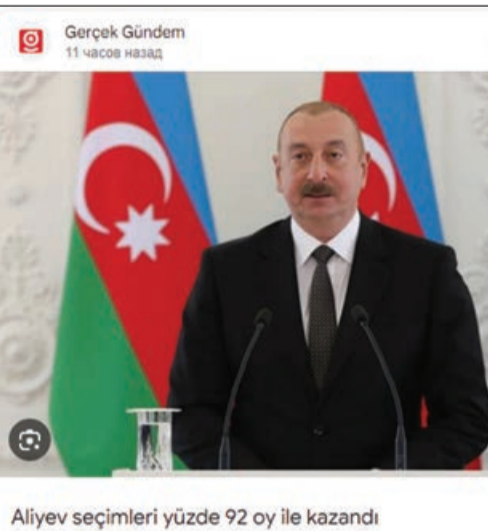 Gerçek Gündem
11 часов назад
Aliyev seçimleri yüzde 92 oy ile kazandı